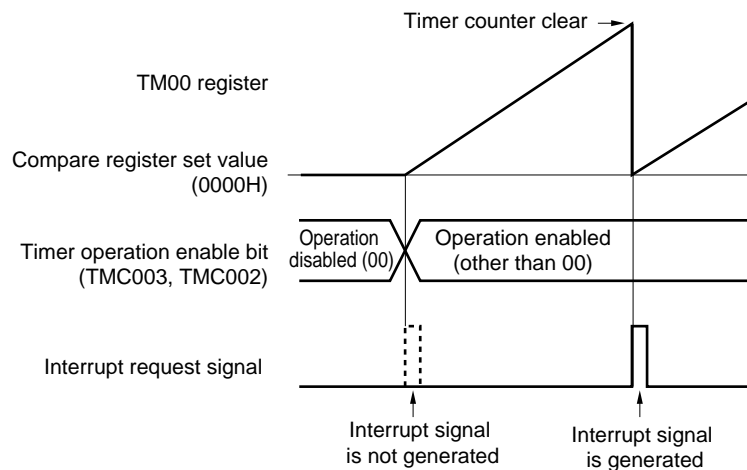 Timer counter clear
TM00 register
Compare register set value
(0000H)
Timer operation enable bit
(TMC003, TMC002)
Operation
disabled (00)
Operation enabled
(other than 00)
Interrupt request signal
Interrupt signal
is not generated
Interrupt signal
is generated